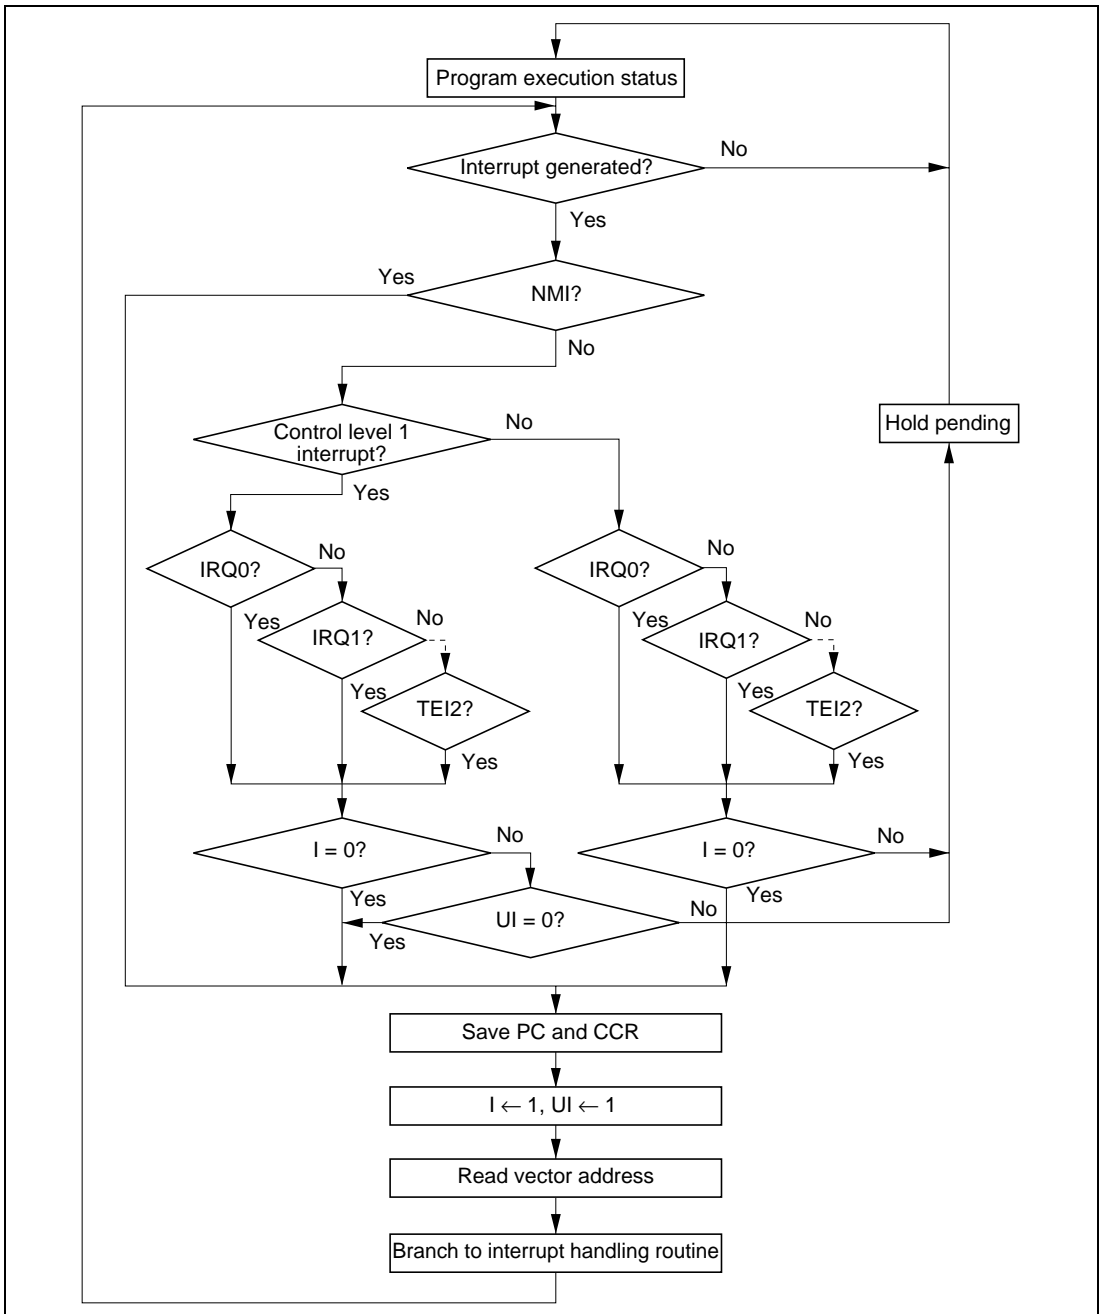 Program execution status
Interrupt generated?
No
Yes
Yes
NMI?
No
Control level 1
interrupt?
No
Hold pending
Yes
IRQ0?
No
IRQ0?
No
Yes
IRQ1?
No
Yes
IRQ1?
No
Yes
TEI2?
Yes
TEI2?
Yes
Yes
I = 0?
No
I = 0?
No
Yes
Yes
UI = 0?
No
Yes
Save PC and CCR
I ← 1, UI ← 1
Read vector address
Branch to interrupt handling routine